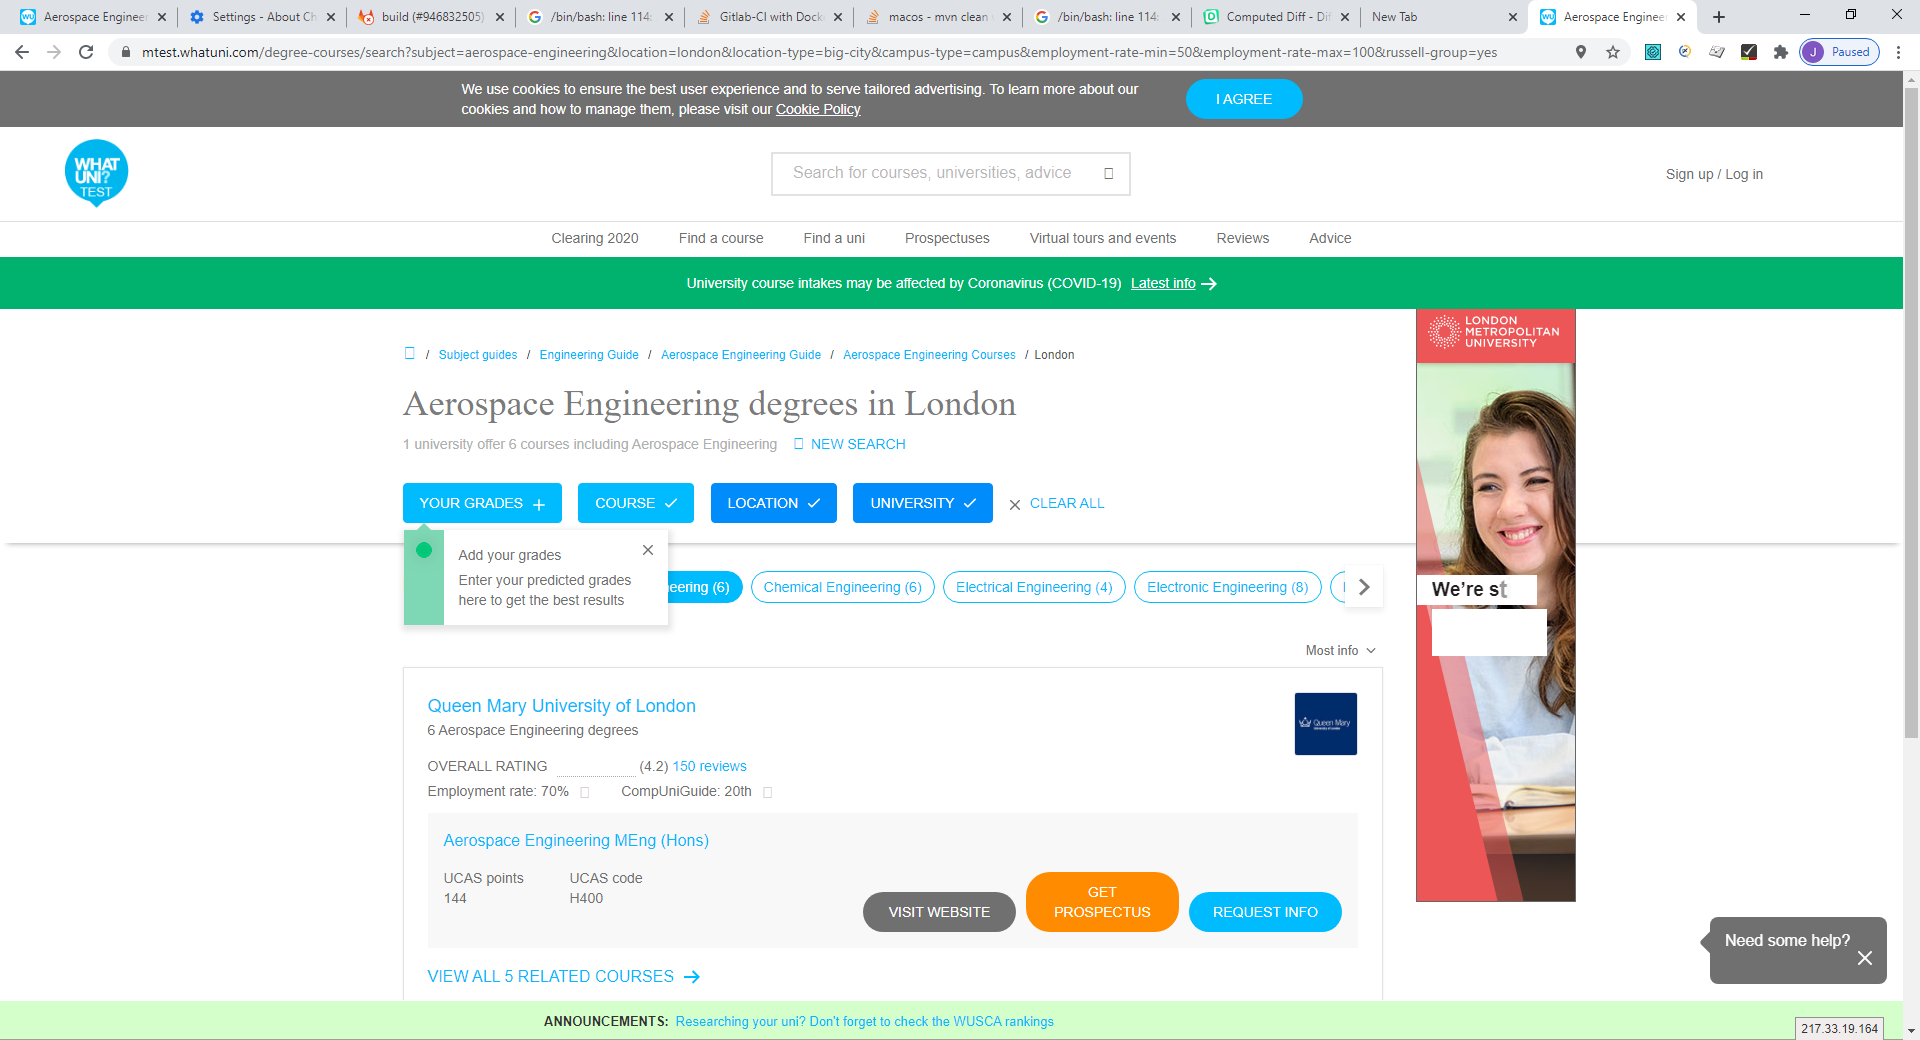 Aerospace Engineer
Settings - About Ch
build (#946832505)
/bin/bash: line 114:
Gitlab-CI with Dock
macos - mvn clean
/bin/bash: line 114:
Computed Diff - Dif
New Tab
Aerospace Enginee
mtest.whatuni.com/degree-courses/search?subject=aerospace-engineering&location=london&location-type=big-city&campus-type=campus&employment-rate-min=50&employment-rate-max=100&russell-group=yes
J Paused
We use cookies to ensure the best user experience and to serve tailored advertising. To learn more about our
cookies and how to manage them, please visit our Cookie Policy
I AGREE
WHAT
UNI?
TEST
Search for courses, universities, advice
Sign up / Log in
Clearing 2020
Find a course
Find a uni
Prospectuses
Virtual tours and events
Reviews
Advice
University course intakes may be affected by Coronavirus (COVID-19) Latest info
/ Subject guides / Engineering Guide / Aerospace Engineering Guide / Aerospace Engineering Courses / London
Aerospace Engineering degrees in London
1 university offer 6 courses including Aerospace Engineering
NEW SEARCH
YOUR GRADES
COURSE
LOCATION
UNIVERSITY
CLEAR ALL
Add your grades
Enter your predicted grades
here to get the best results
eering (6)
Chemical Engineering (6)
Electrical Engineering (4)
Electronic Engineering (8)
Most info
Queen Mary University of London
6 Aerospace Engineering degrees
Queen Mary
University of London
OVERALL RATING (4.2) 150 reviews
Employment rate: 70%
CompUniGuide: 20th
Aerospace Engineering MEng (Hons)
UCAS points
144
UCAS code
H400
VISIT WEBSITE
GET
PROSPECTUS
REQUEST INFO
VIEW ALL 5 RELATED COURSES
LONDON
METROPOLITAN
UNIVERSITY
We're st
Need some help?
ANNOUNCEMENTS: Researching your uni? Don't forget to check the WUSCA rankings
217.33.19.164